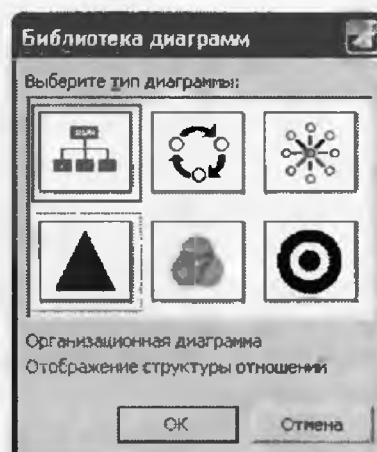 Библиотека диаграмм
Выберите тип диаграммы:
Организационная диаграмма
Отображение структуры отношений
ОК
Отмена